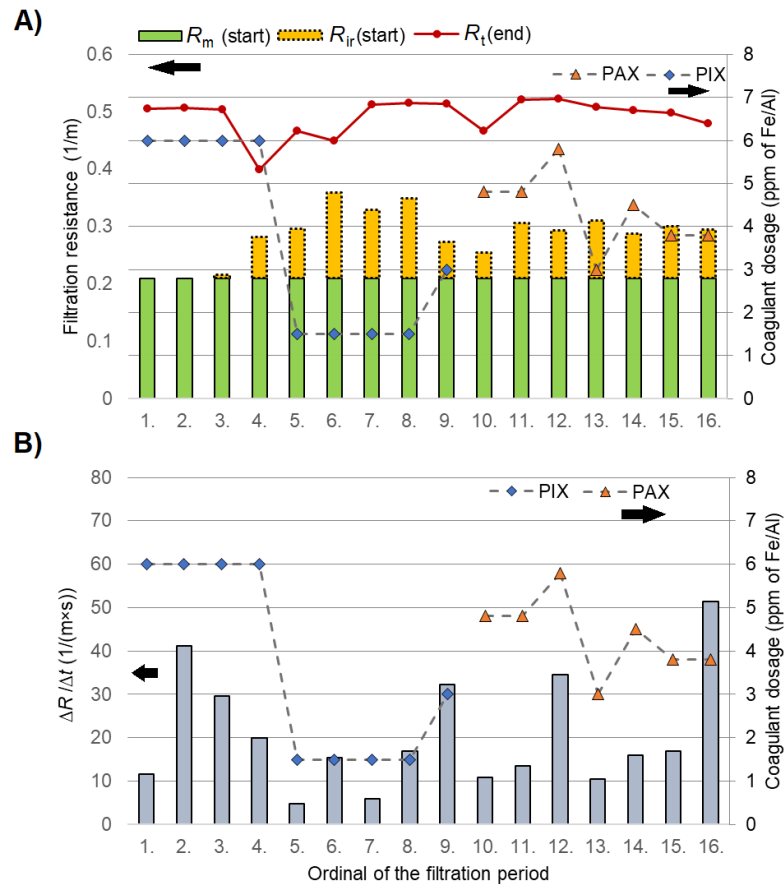 A)
Rm (start) Rir (start) Rt (end)
PAX PIX
Filtration resistance (1/m)
0.6
0.5
0.4
0.3
0.2
0.1
0
8
7
6
5
4
3
2
1
0
Coagulant dosage (ppm of Fe/Al)
1. 2. 3. 4. 5. 6. 7. 8. 9. 10. 11. 12. 13. 14. 15. 16.
B)
PIX PAX
ΔR /Δt (1/(m×s))
80
70
60
50
40
30
20
10
0
8
7
6
5
4
3
2
1
0
Coagulant dosage (ppm of Fe/Al)
1. 2. 3. 4. 5. 6. 7. 8. 9. 10. 11. 12. 13. 14. 15. 16.
Ordinal of the filtration period